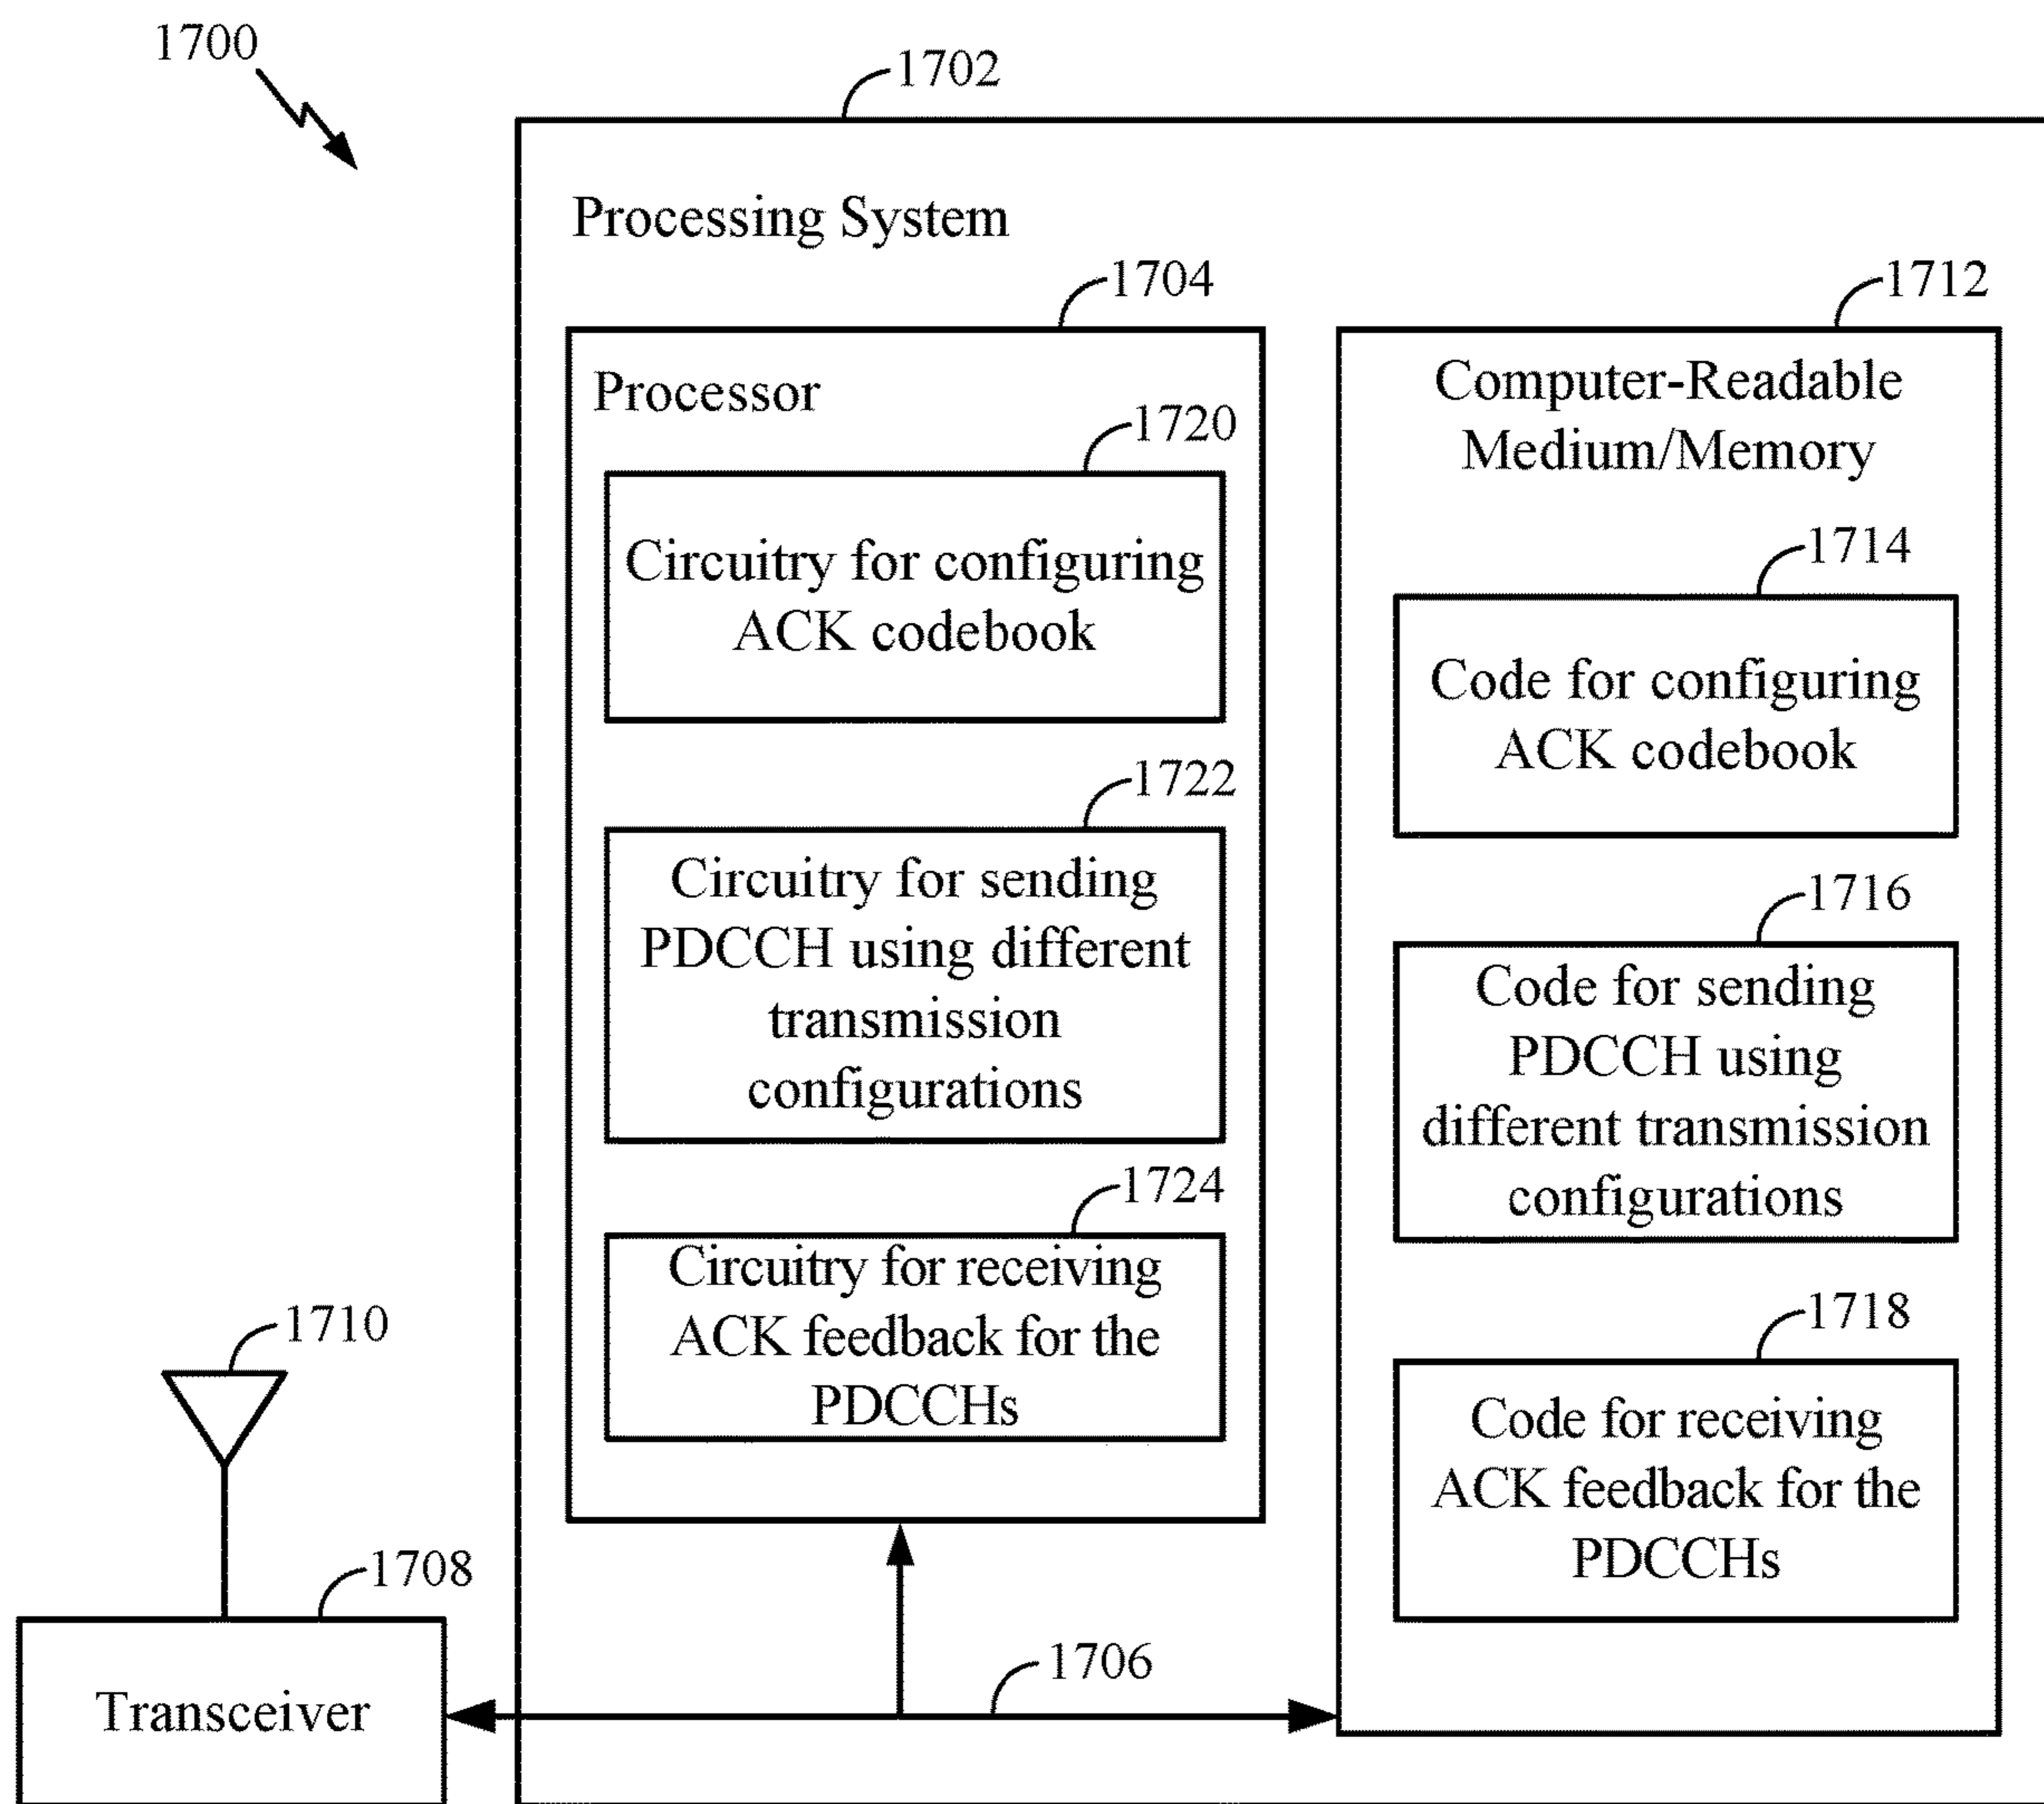 1700
1702
Processing System
1704
Processor
1720
Circuitry for configuring
ACK codebook
1722
Circuitry for sending
PDCCH using different
transmission
configurations
1724
Circuitry for receiving
ACK feedback for the
PDCCHs
1712
Computer-Readable
Medium/Memory
1714
Code for configuring
ACK codebook
1716
Code for sending
PDCCH using
different transmission
configurations
1718
Code for receiving
ACK feedback for the
PDCCHs
1710
1708
Transceiver
1706